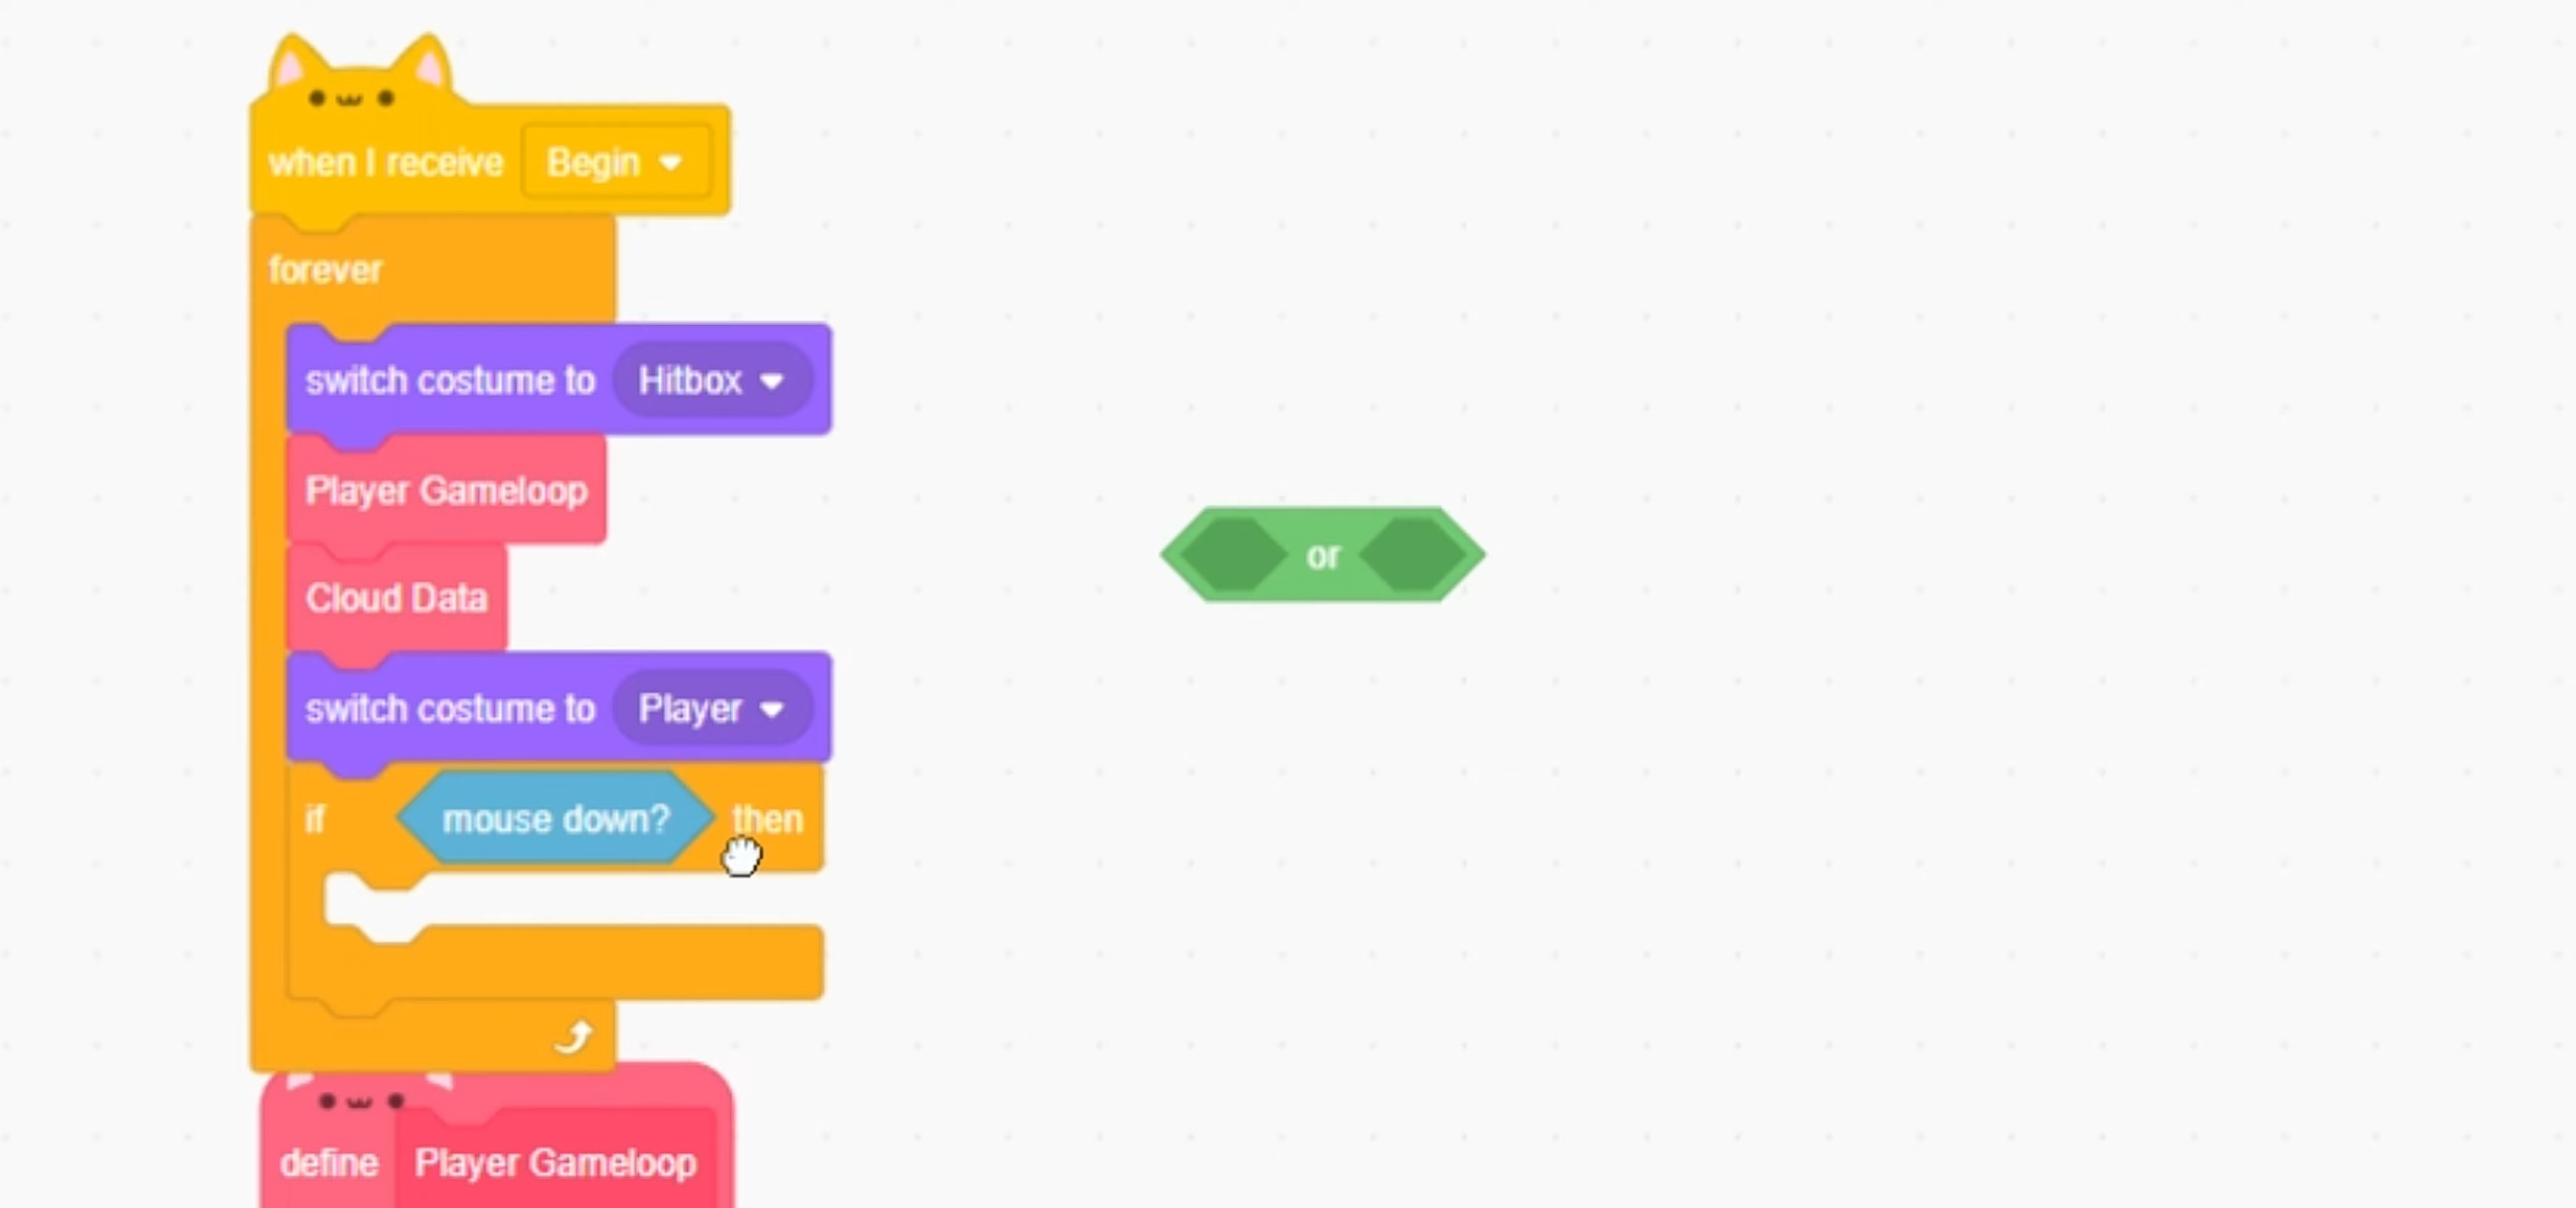 when I receive Begin
forever
switch costume to Hitbox
Player Gameloop
or
Cloud Data
switch costume to Player
if mouse down? then
define Player Gameloop